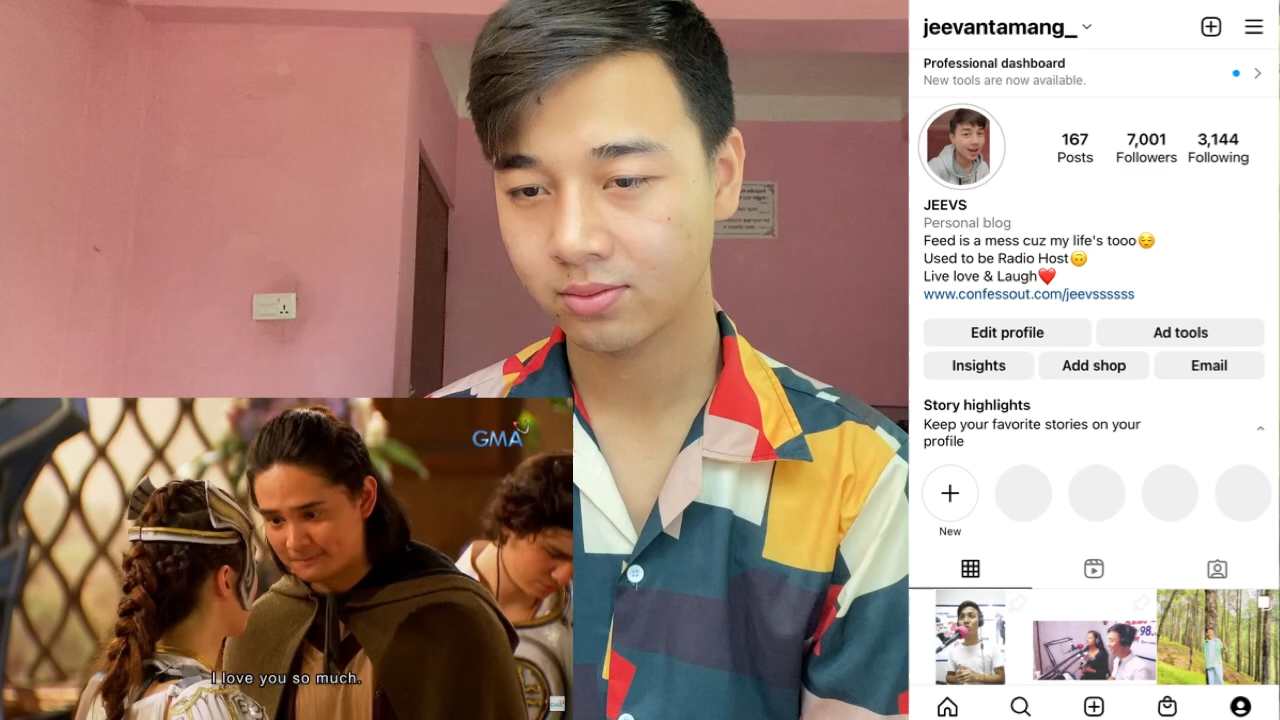 GMA
I love you so much.
GMA
jeevantamang_
Professional dashboard
New tools are now available.
167
7,001
3,144
Posts
Followers
Following
JEEVS
Personal blog
Feed is a mess cuz my life's tooo😌
Used to be Radio Host🙃
Live love & Laugh❤️
www.confessout.com/jeevssssss
Edit profile
Ad tools
Insights
Add shop
Email
Story highlights
Keep your favorite stories on your
profile
New
98.